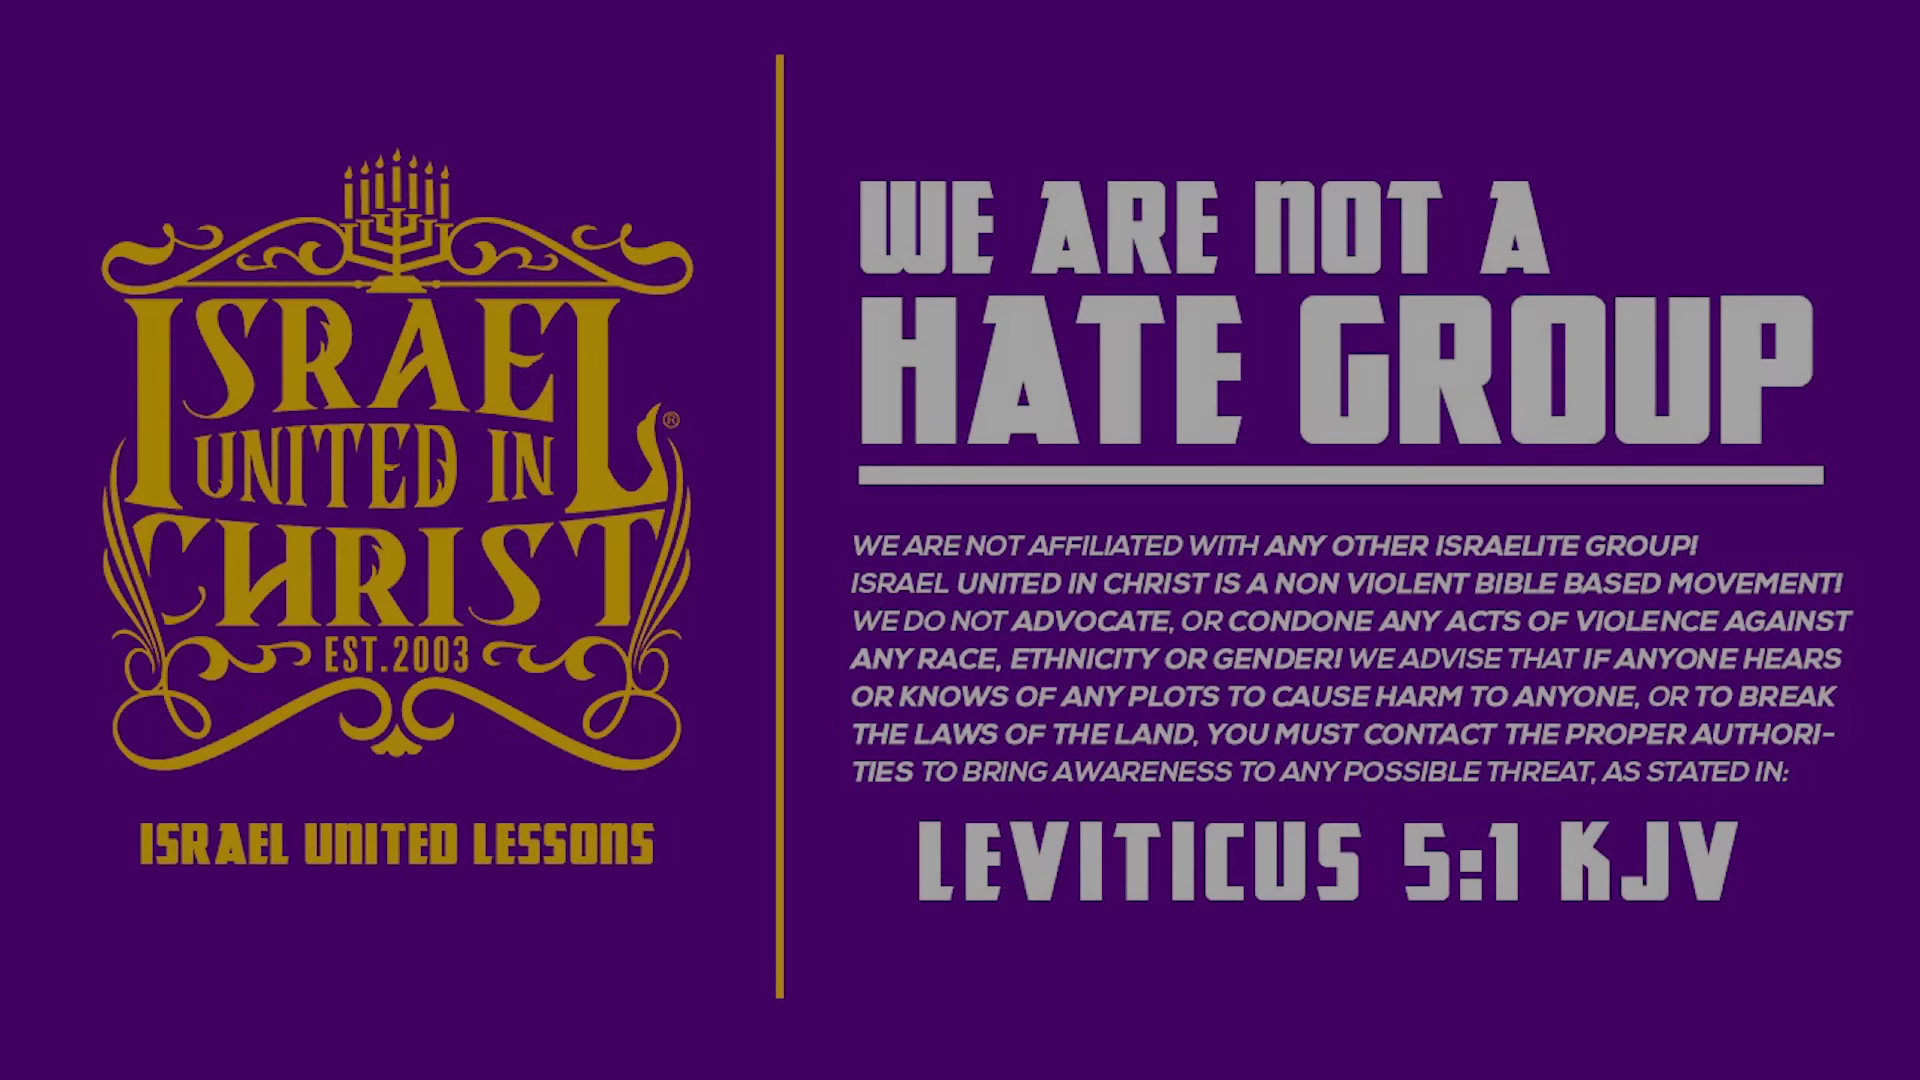 ISRAEL
UNITED IN
CHRIST
®
EST.2003
ISRAEL UNITED LESSONS
WE ARE NOT A
HATE GROUP
WE ARE NOT AFFILIATED WITH ANY OTHER ISRAELITE GROUP!
ISRAEL UNITED IN CHRIST IS A NON VIOLENT BIBLE BASED MOVEMENT!
WE DO NOT ADVOCATE, OR CONDONE ANY ACTS OF VIOLENCE AGAINST
ANY RACE, ETHNICITY OR GENDER! WE ADVISE THAT IF ANYONE HEARS
OR KNOWS OF ANY PLOTS TO CAUSE HARM TO ANYONE, OR TO BREAK
THE LAWS OF THE LAND, YOU MUST CONTACT THE PROPER AUTHORI-
TIES TO BRING AWARENESS TO ANY POSSIBLE THREAT, AS STATED IN:
LEVITICUS 5:1 KJV